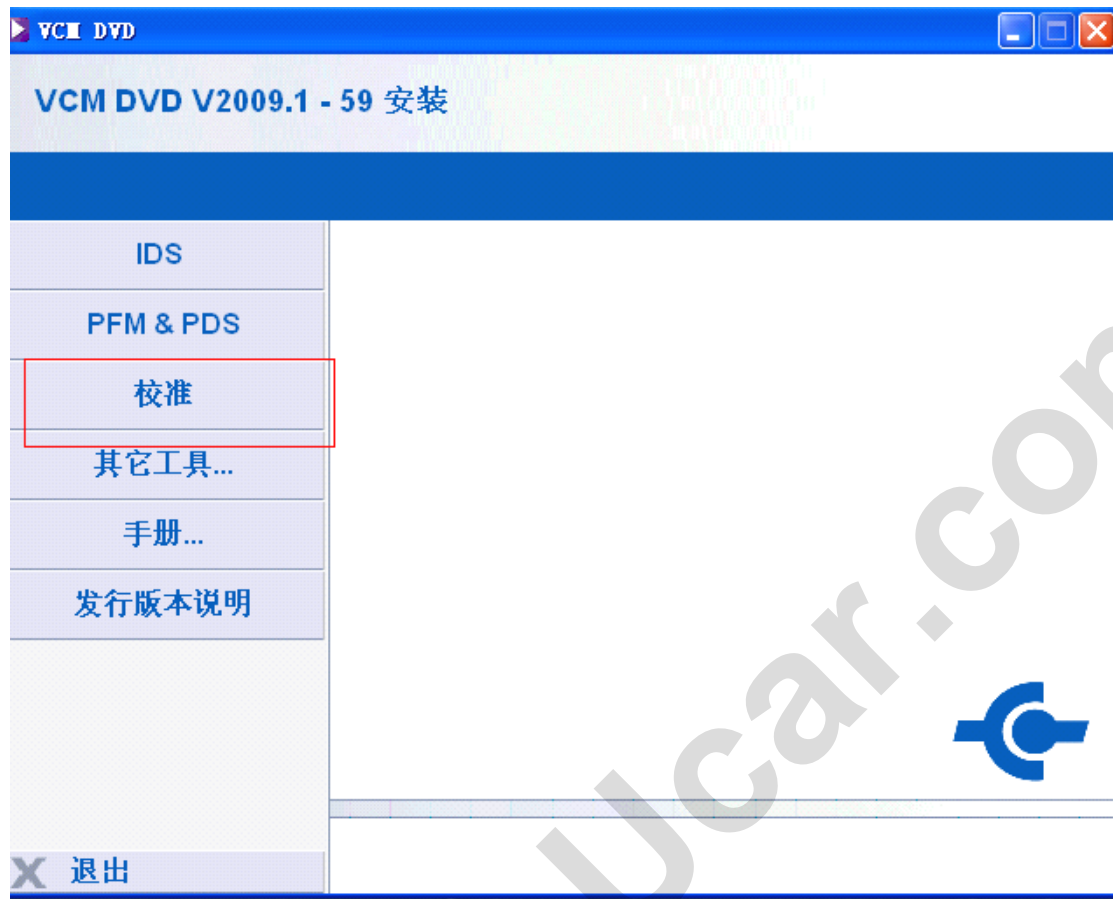 VCM DVD
VCM DVD V2009.1 - 59 安装
IDS
PFM & PDS
校准
其它工具...
手册...
发行版本说明
X 退出
Ucar.co